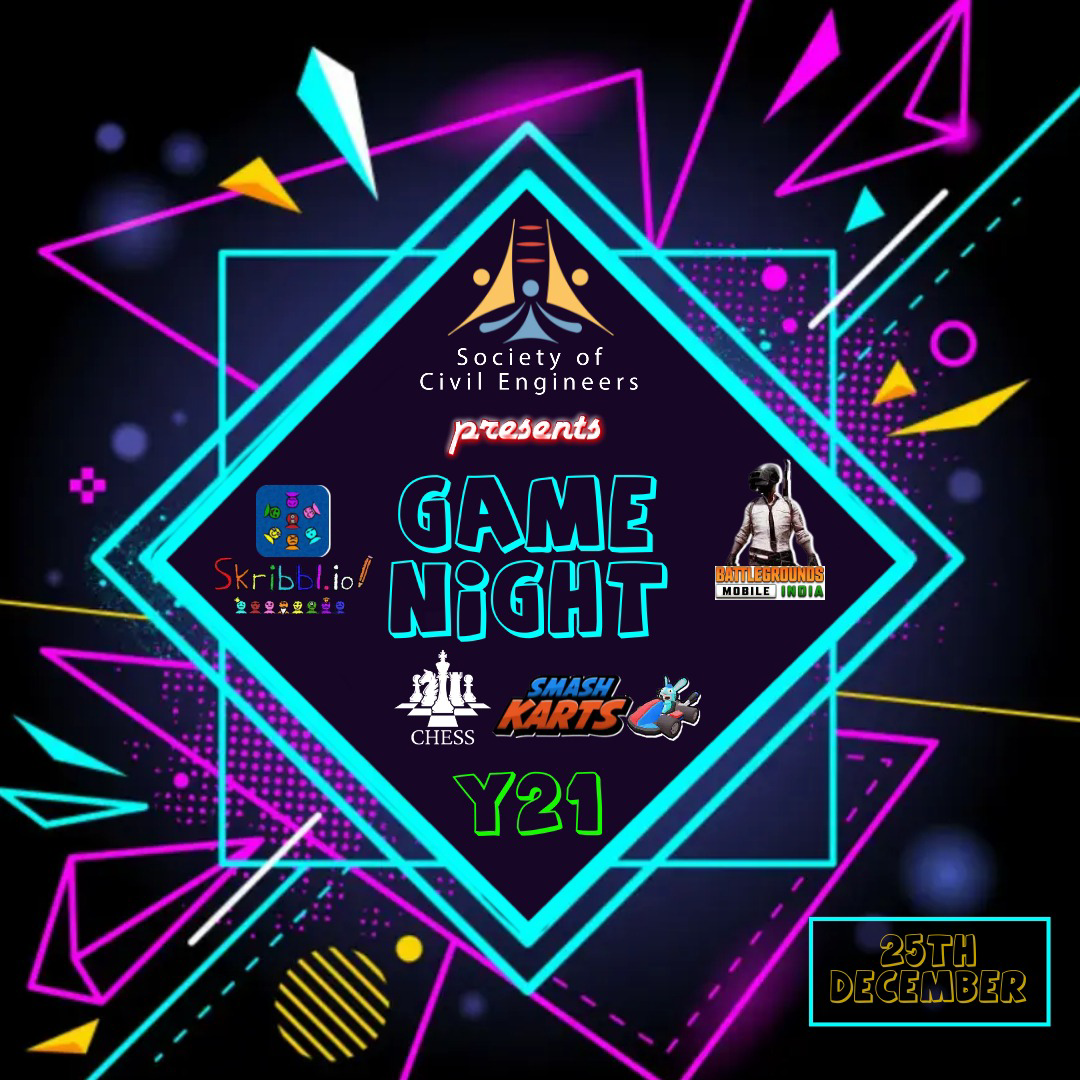 Society of
Civil Engineers
presents
GAME
NiGHT
Skribbl.io!
BATTLEGROUNDS
MOBILE INDIA
CHESS
SMASH
KARTS
Y21
25TH
DECEMBER